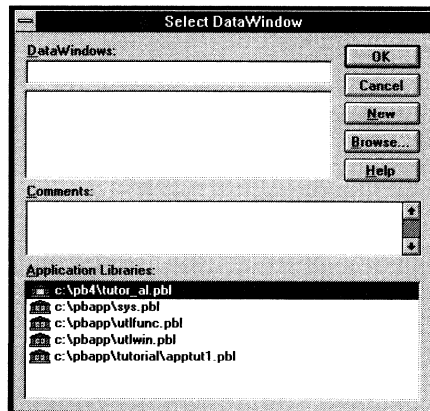 Select DataWindow
DataWindows:
OK
Cancel
New
Browse...
Help
Comments:
Application Libraries:
c:\pb4\tutor_al.pbl
c:\pbapp\sys.pbl
c:\pbapp\utlfunc.pbl
c:\pbapp\utlwin.pbl
c:\pbapp\tutorial\apptut1.pbl